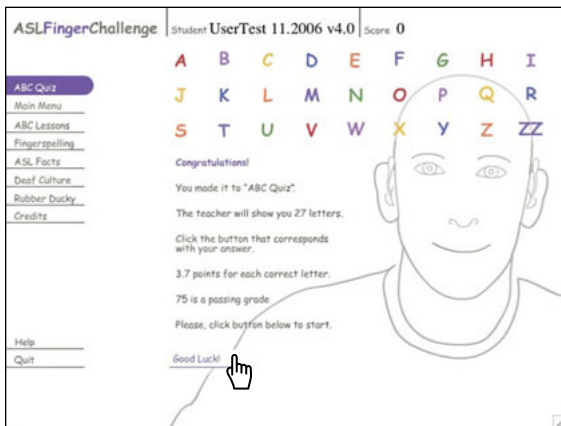 ASLFingerChallenge Student UserTest 11.2006 v4.0 Score 0
A B C D E F G H I
J K L M N O P Q R
S T U V W X Y Z ZZ
ABC Quiz
Main Menu
ABC Lessons
Fingerspelling
ASL Facts
Deaf Culture
Rubber Ducky
Credits
Help
Quit
Congratulations!
You made it to "ABC Quiz".
The teacher will show you 27 letters.
Click the button that corresponds
with your answer.
3.7 points for each correct letter.
75 is a passing grade
Please, click button below to start.
Good Luck!